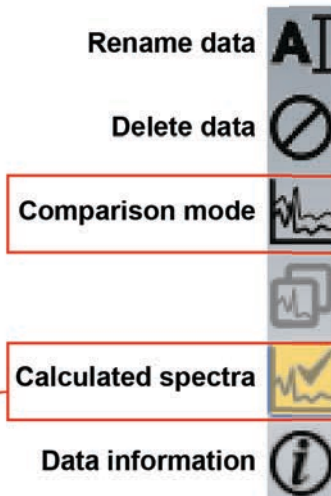 Rename data
Delete data
Comparison mode
Calculated spectra
Data information